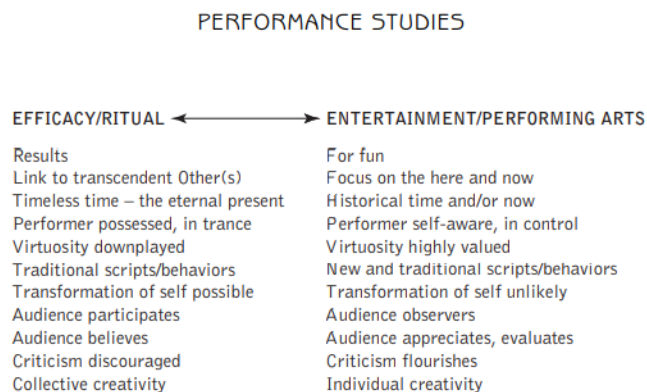 PERFORMANCE STUDIES
EFFICACY/RITUAL ENTERTAINMENT/PERFORMING ARTS
Results For fun
Link to transcendent Other(s) Focus on the here and now
Timeless time – the eternal present Historical time and/or now
Performer possessed, in trance Performer self-aware, in control
Virtuosity downplayed Virtuosity highly valued
Traditional scripts/behaviors New and traditional scripts/behaviors
Transformation of self possible Transformation of self unlikely
Audience participates Audience observers
Audience believes Audience appreciates, evaluates
Criticism discouraged Criticism flourishes
Collective creativity Individual creativity